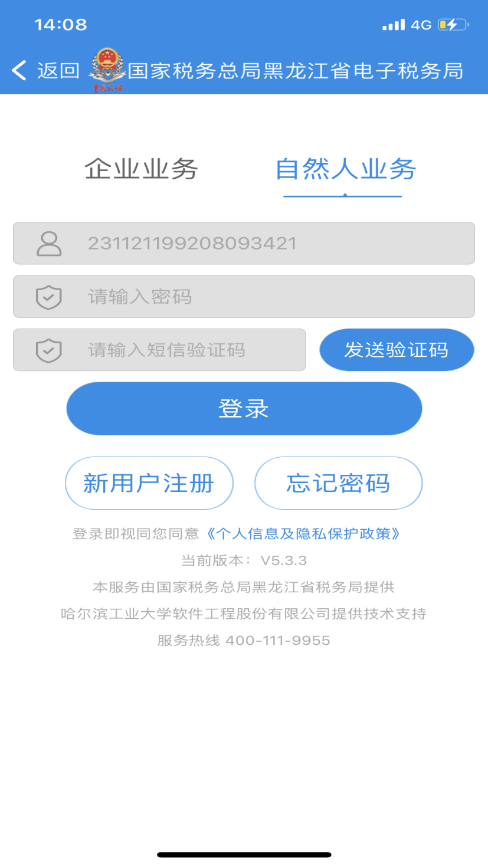 14:08 4G
返回 国家税务总局黑龙江省电子税务局
企业业务 自然人业务
231121199208093421
请输入密码
请输入短信验证码 发送验证码
登录
新用户注册 忘记密码
登录即视同您同意《个人信息及隐私保护政策》
当前版本：V5.3.3
本服务由国家税务总局黑龙江省税务局提供
哈尔滨工业大学软件工程股份有限公司提供技术支持
服务热线 400-111-9955